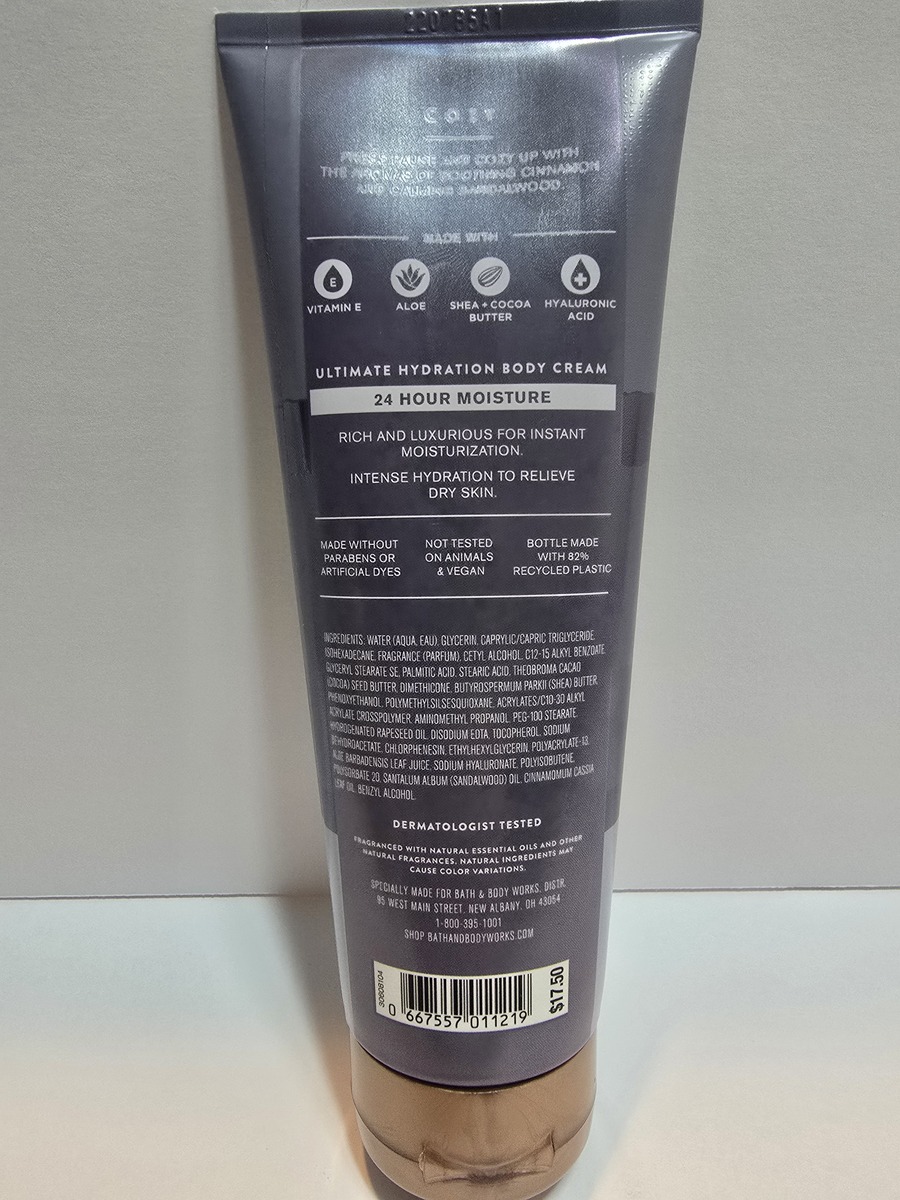 COZY
PRESS PAUSE AND COZY UP WITH
THE AROMAS OF SOOTHING CINNAMON
AND CALMING SANDALWOOD.
MADE WITH
E
VITAMIN E
ALOE
SHEA + COCOA
BUTTER
HYALURONIC
ACID
ULTIMATE HYDRATION BODY CREAM
24 HOUR MOISTURE
RICH AND LUXURIOUS FOR INSTANT
MOISTURIZATION.
INTENSE HYDRATION TO RELIEVE
DRY SKIN.
MADE WITHOUT
PARABENS OR
ARTIFICIAL DYES
NOT TESTED
ON ANIMALS
& VEGAN
BOTTLE MADE
WITH 82%
RECYCLED PLASTIC
INGREDIENTS: WATER (AQUA, EAU), GLYCERIN, CAPRYLIC/CAPRIC TRIGLYCERIDE,
ISOHEXADECANE, FRAGRANCE (PARFUM), CETYL ALCOHOL, C12-15 ALKYL BENZOATE,
GLYCERYL STEARATE SE, PALMITIC ACID, STEARIC ACID, THEOBROMA CACAO
(COCOA) SEED BUTTER, DIMETHICONE, BUTYROSPERMUM PARKII (SHEA) BUTTER,
PHENOXYETHANOL, POLYMETHYLSILSESQUIOXANE, ACRYLATES/C10-30 ALKYL
ACRYLATE CROSSPOLYMER, AMINOMETHYL PROPANOL, PEG-100 STEARATE,
HYDROGENATED RAPESEED OIL, DISODIUM EDTA, TOCOPHEROL, SODIUM
DEHYDROACETATE, CHLORPHENESIN, ETHYLHEXYLGLYCERIN, POLYACRYLATE-13,
ALOE BARBADENSIS LEAF JUICE, SODIUM HYALURONATE, POLYISOBUTENE,
POLYSORBATE 20, SANTALUM ALBUM (SANDALWOOD) OIL, CINNAMOMUM CASSIA
LEAF OIL, BENZYL ALCOHOL.
DERMATOLOGIST TESTED
FRAGRANCED WITH NATURAL ESSENTIAL OILS AND OTHER
NATURAL FRAGRANCES. NATURAL INGREDIENTS MAY
CAUSE COLOR VARIATIONS.
SPECIALLY MADE FOR BATH & BODY WORKS, DISTR.
95 WEST MAIN STREET, NEW ALBANY, OH 43054
1-800-395-1001
SHOP BATHANDBODYWORKS.COM
30608104
0 667557 011219
$17.50